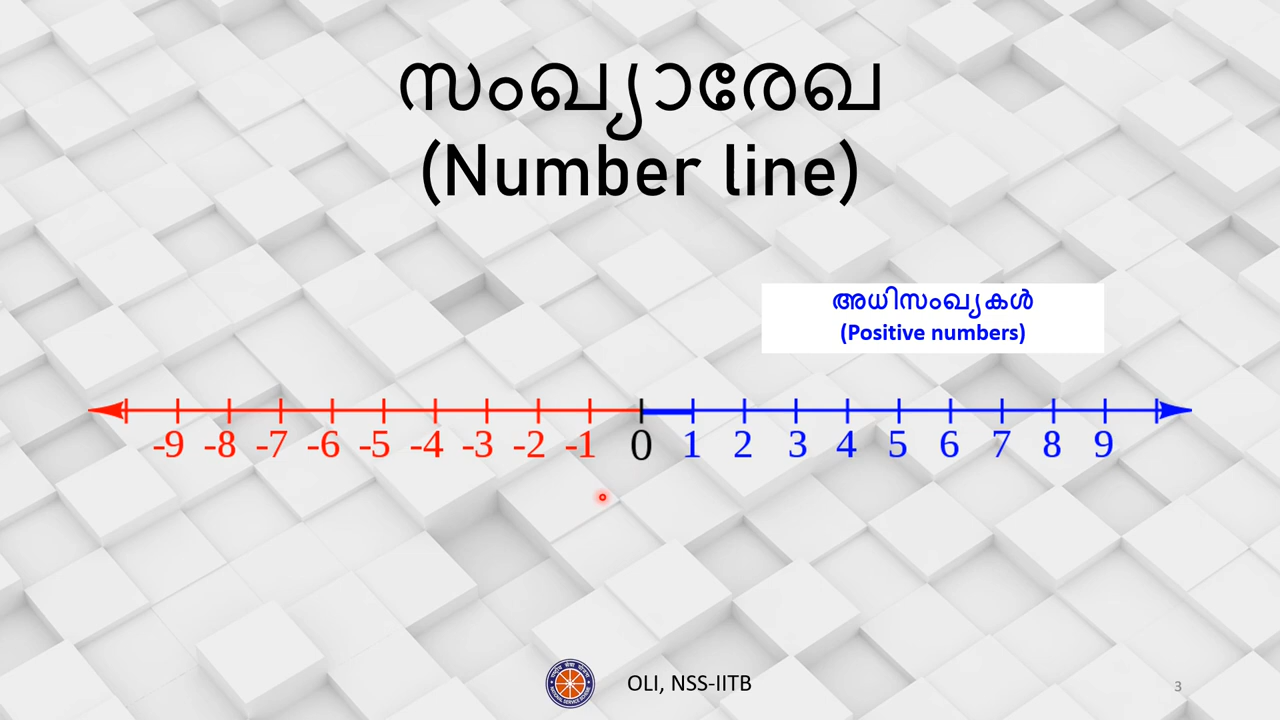 സംഖ്യാരേഖ
(Number line)
അധിസംഖ്യകൾ
(Positive numbers)
-9 -8 -7 -6 -5 -4 -3 -2 -1 0 1 2 3 4 5 6 7 8 9
OLI, NSS-IITB
3